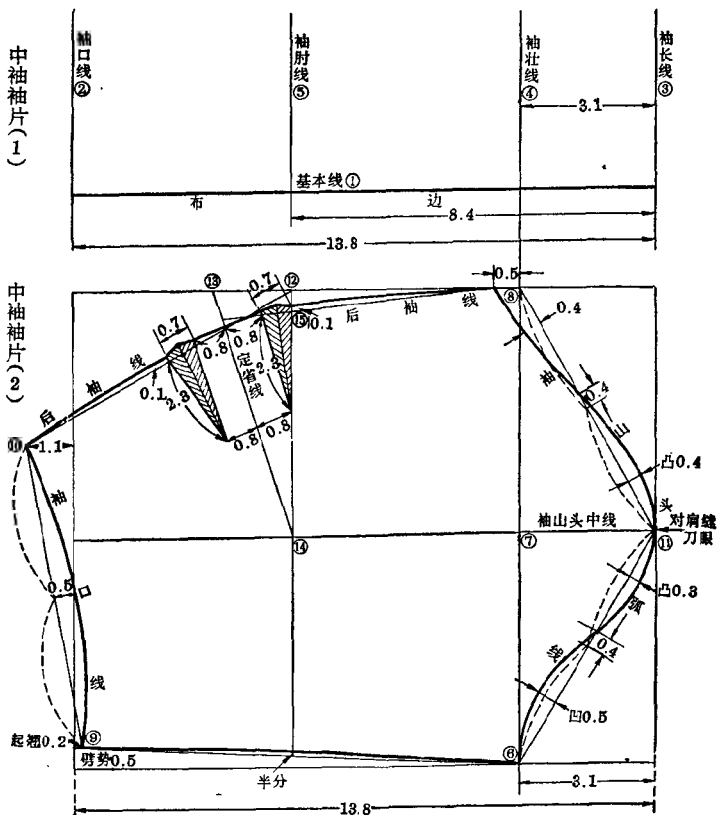 中袖袖片(1)
袖口线②
袖肘线⑤
袖壮线④
袖长线③
3.1
基本线①
布 边
8.4
13.8
中袖袖片(2)
⑬
⑫
0.7
0.5
⑧
0.7
⑮
0.1
后 袖 线
0.4
后 袖 线
0.8
0.8
定省线
2.3
0.1
2.3
0.8
0.8
0.4
⑩
1.1
凸0.4
袖 山 头 弧 线
袖山头中线
对肩缝
刀眼
⑭
⑦
⑪
袖 口 线
0.5
凸0.3
0.4
凹0.5
起翘0.2
⑨
劈势0.5
半分
⑥
3.1
13.8